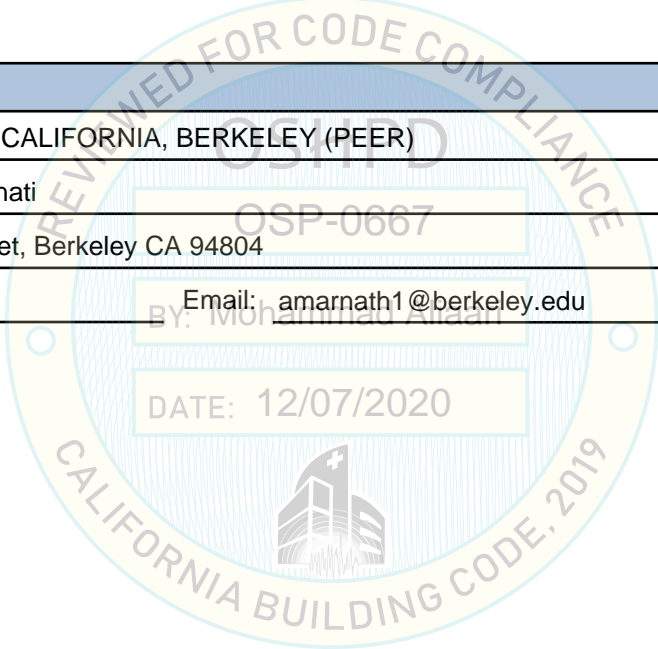 REVIEWED FOR CODE COMPLIANCE
OSHPD
CALIFORNIA, BERKELEY (PEER)
nati
OSP-0667
et, Berkeley CA 94804
Email: amarnath1@berkeley.edu
BY: Mohammad
DATE: 12/07/2020
CALIFORNIA BUILDING CODE, 2019